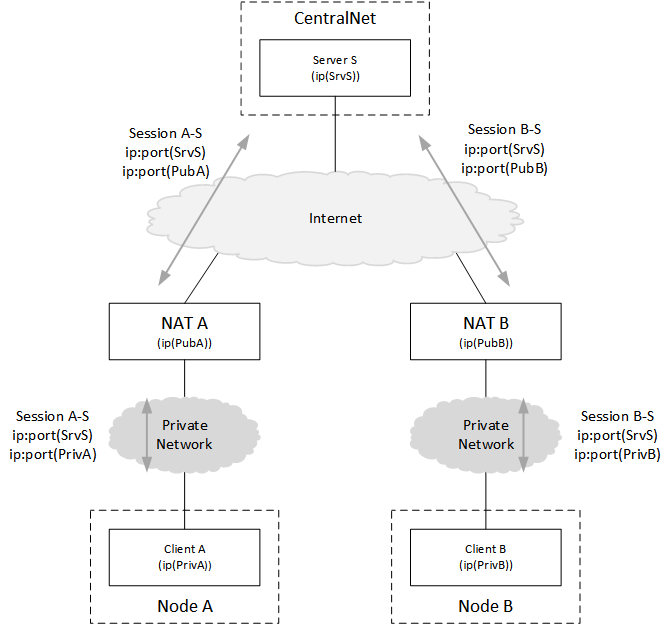 CentralNet
Server S
(ip(SrvS))
Session A-S
ip:port(SrvS)
ip:port(PubA)
Session B-S
ip:port(SrvS)
ip:port(PubB)
Internet
NAT A
(ip(PubA))
NAT B
(ip(PubB))
Session A-S
ip:port(SrvS)
ip:port(PrivA)
Private
Network
Private
Network
Session B-S
ip:port(SrvS)
ip:port(PrivB)
Client A
(ip(PrivA))
Node A
Client B
(ip(PrivB))
Node B